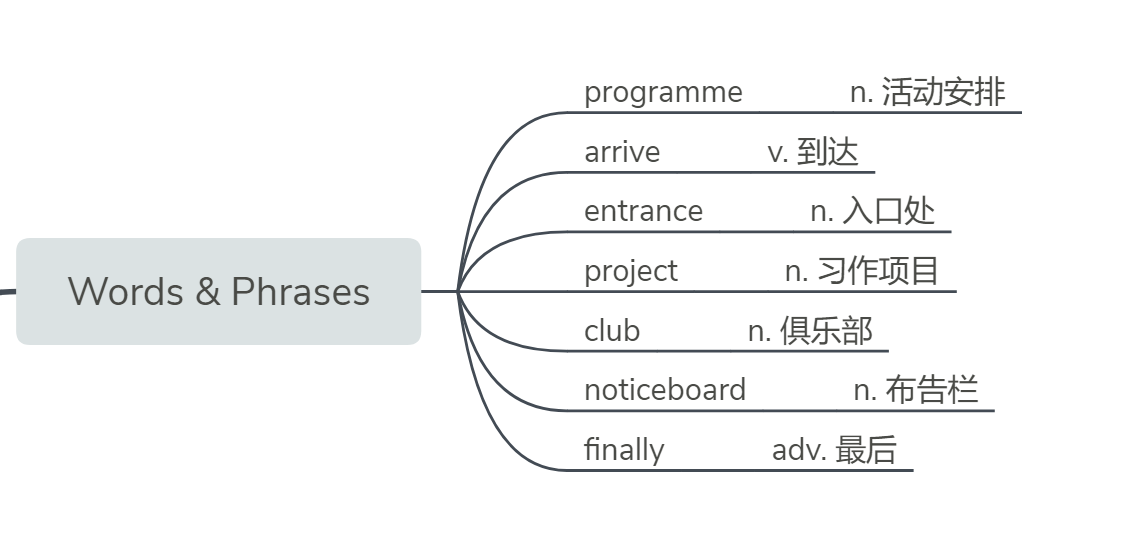 Words & Phrases
programme n. 活动安排
arrive v. 到达
entrance n. 入口处
project n. 习作项目
club n. 俱乐部
noticeboard n. 布告栏
finally adv. 最后